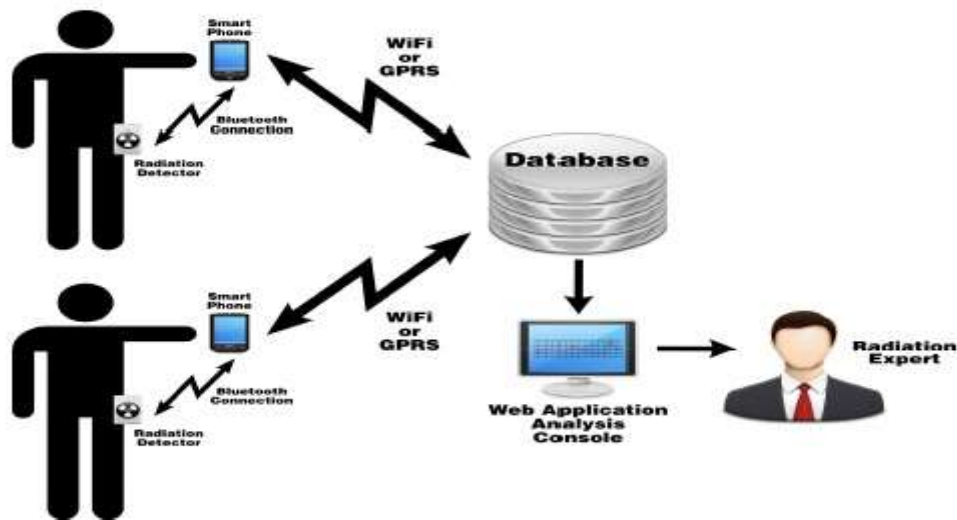 Smart
Phone
WiFi
or
GPRS
Bluetooth
Connection
Radiation
Detector
Database
Smart
Phone
WiFi
or
GPRS
Bluetooth
Connection
Radiation
Detector
Web Application
Analysis
Console
Radiation
Expert